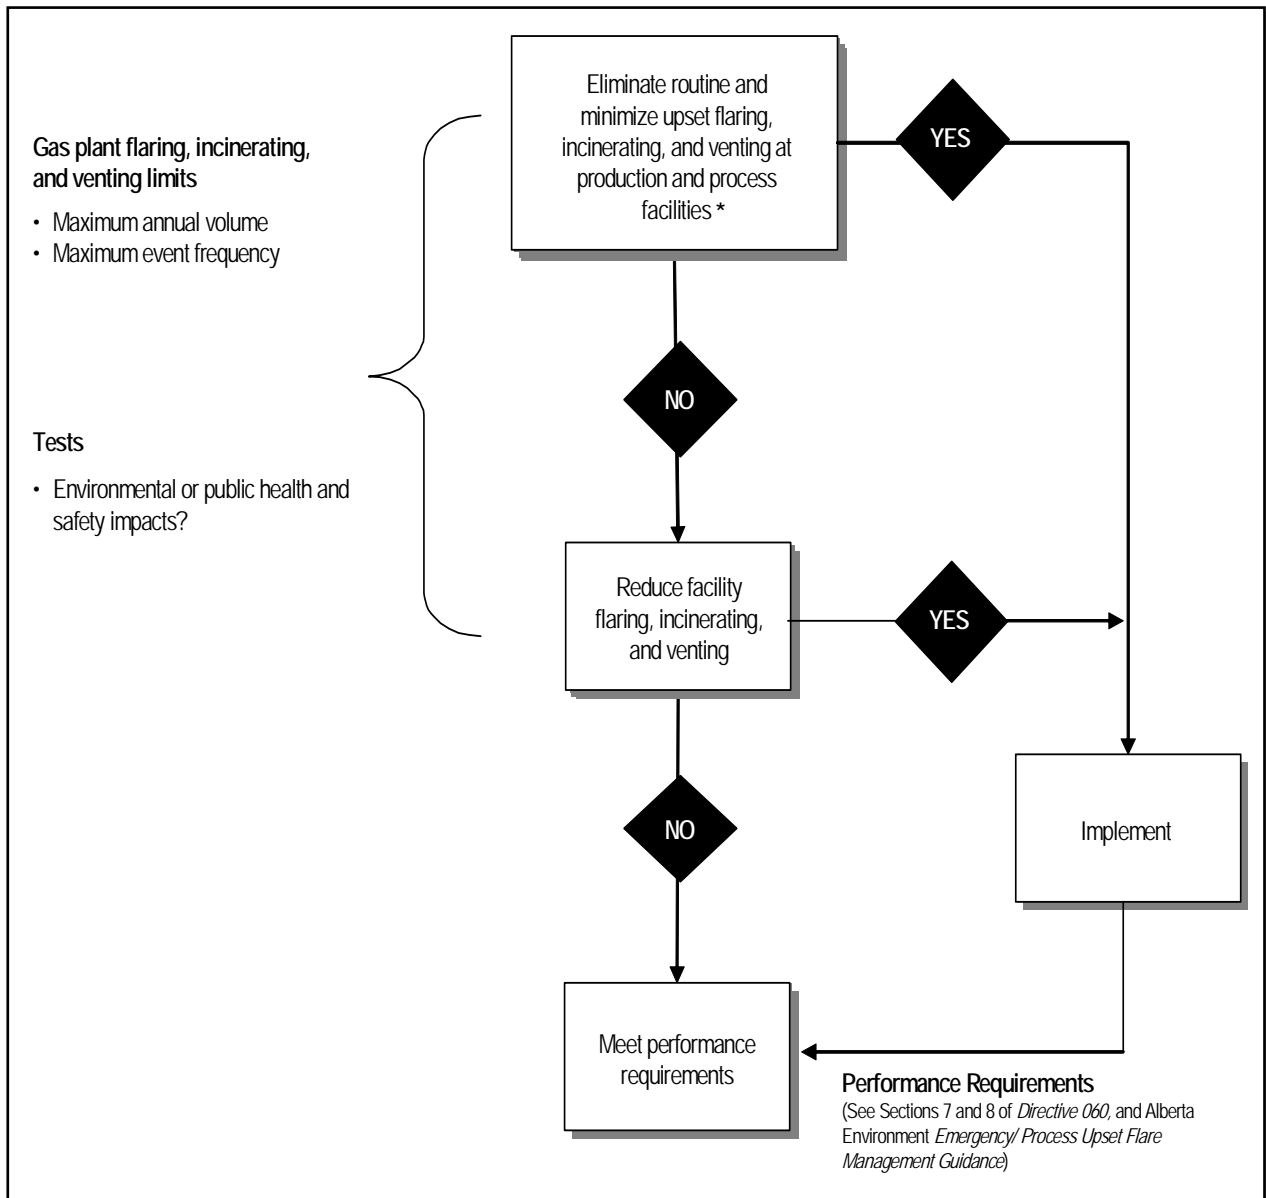 Eliminate routine and
minimize upset flaring,
incinerating, and venting at
production and process
facilities *
YES
Gas plant flaring, incinerating,
and venting limits
• Maximum annual volume
• Maximum event frequency
NO
Tests
• Environmental or public health and
safety impacts?
Reduce facility
flaring, incinerating,
and venting
YES
NO
Implement
Meet performance
requirements
Performance Requirements
(See Sections 7 and 8 of Directive 060, and Alberta
Environment Emergency/ Process Upset Flare
Management Guidance)